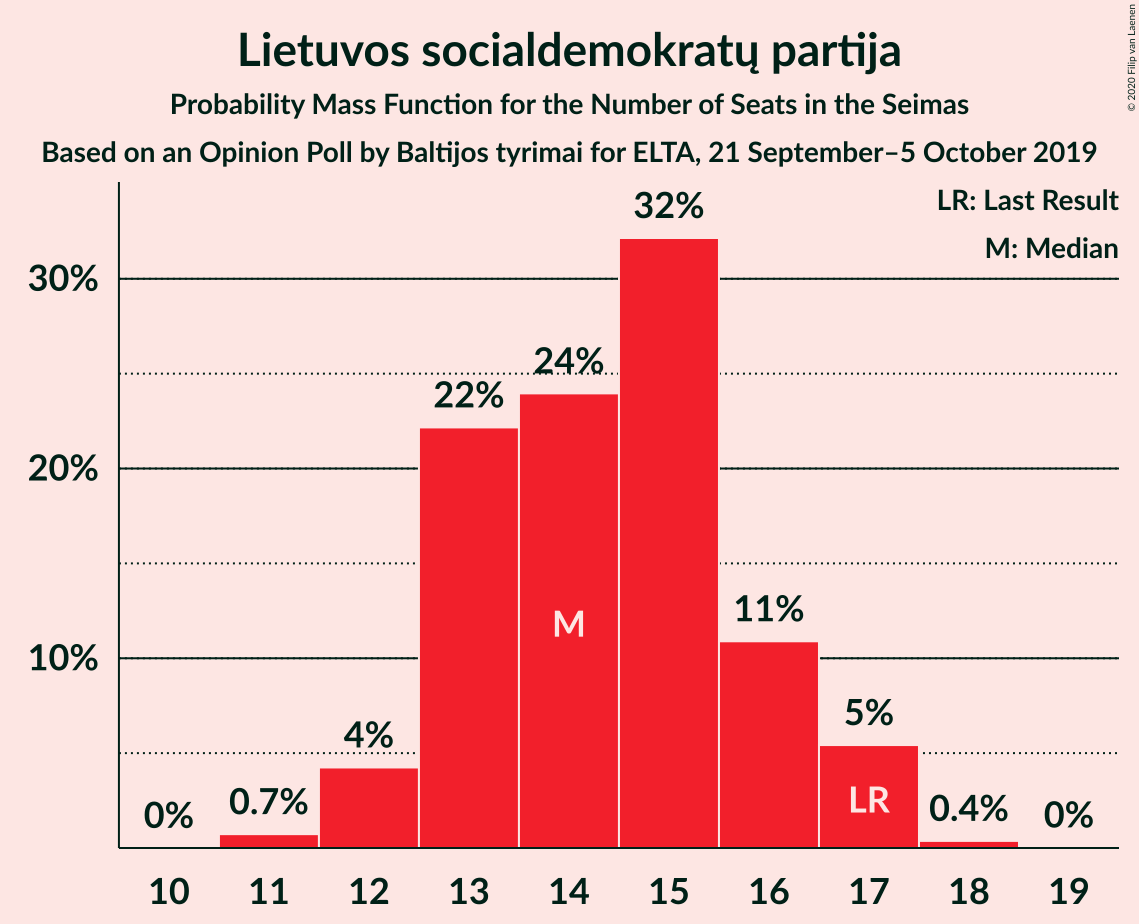 Lietuvos socialdemokratų partija
Probability Mass Function for the Number of Seats in the Seimas
Based on an Opinion Poll by Baltijos tyrimai for ELTA, 21 September–5 October 2019
© 2020 Filip van Laenen
LR: Last Result
M: Median
30%
20%
10%
0%
0.7%
4%
22%
24%
32%
11%
5%
0.4%
0%
M
LR
10 11 12 13 14 15 16 17 18 19